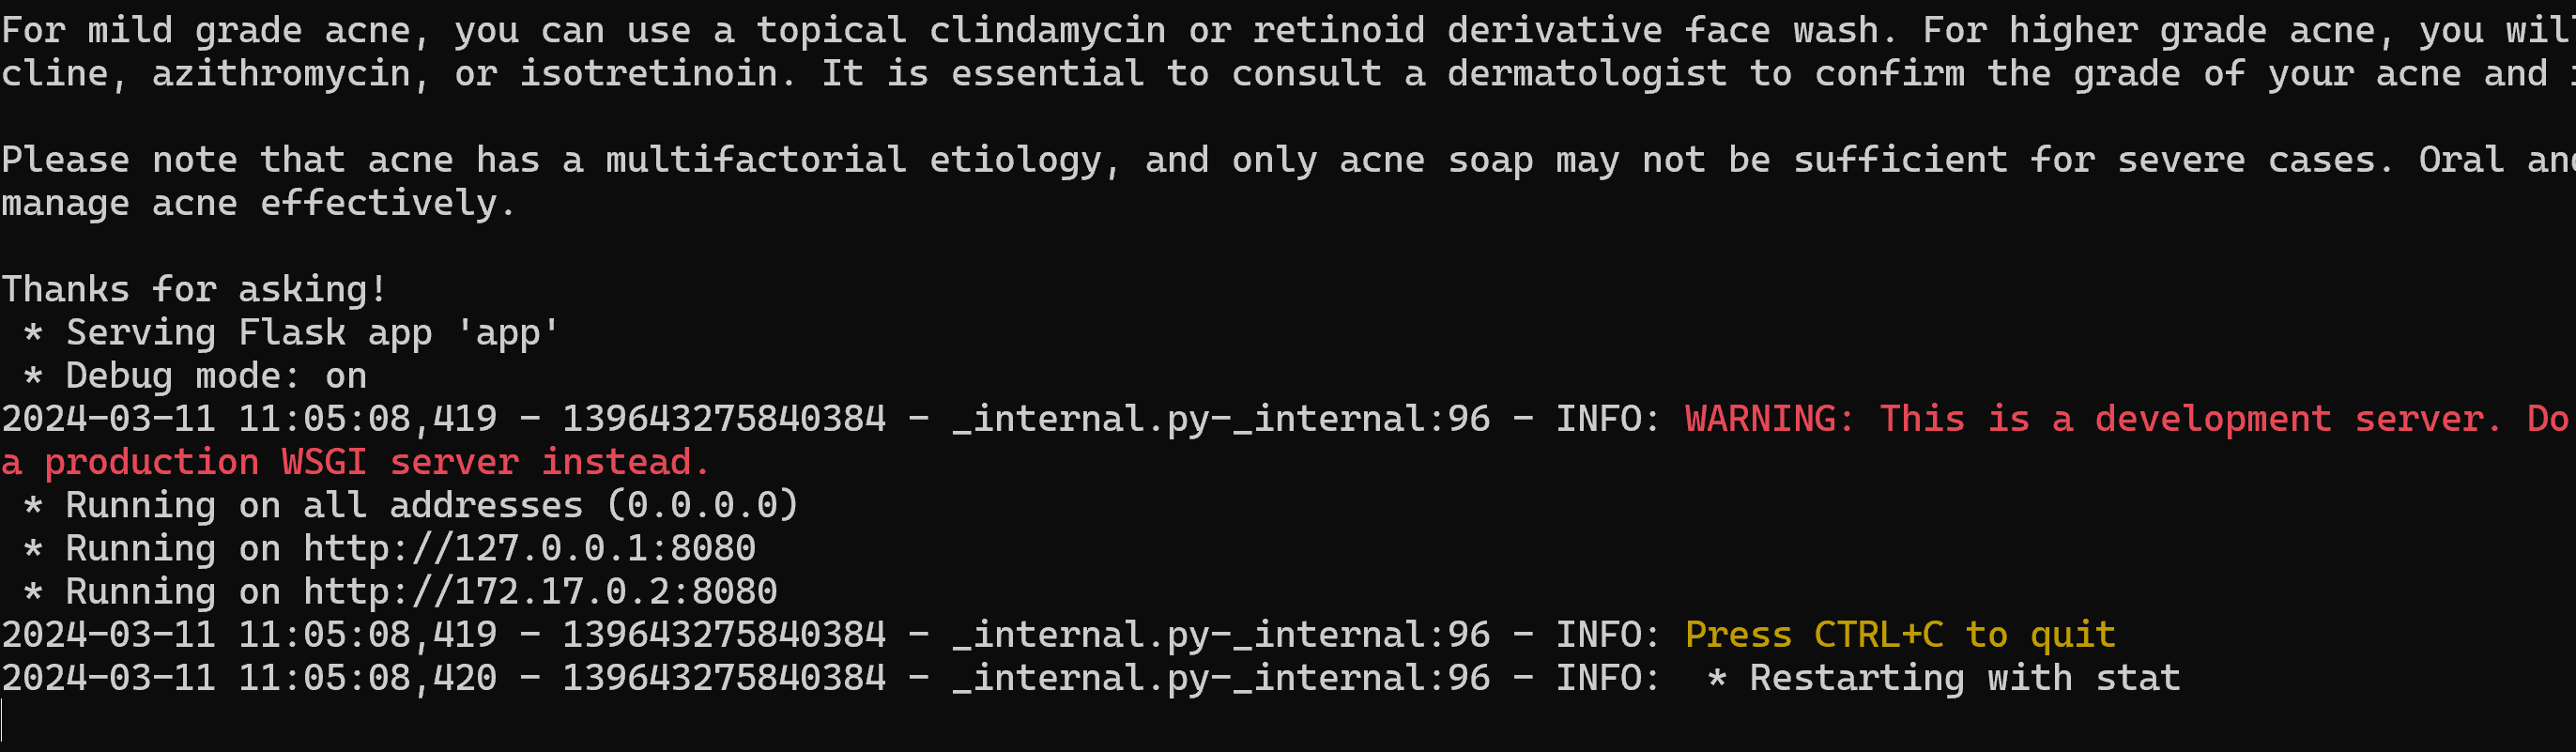 For mild grade acne, you can use a topical clindamycin or retinoid derivative face wash. For higher grade acne, you
cline, azithromycin, or isotretinoin. It is essential to consult a dermatologist to confirm the grade of your acne and
Please note that acne has a multifactorial etiology, and only acne soap may not be sufficient for severe cases. Oral
manage acne effectively.
Thanks for asking!
 * Serving Flask app 'app'
 * Debug mode: on
2024-03-11 11:05:08,419 - 139643275840384 - _internal.py-_internal:96 - INFO: WARNING: This is a development server. Do
a production WSGI server instead.
 * Running on all addresses (0.0.0.0)
 * Running on http://127.0.0.1:8080
 * Running on http://172.17.0.2:8080
2024-03-11 11:05:08,419 - 139643275840384 - _internal.py-_internal:96 - INFO: Press CTRL+C to quit
2024-03-11 11:05:08,420 - 139643275840384 - _internal.py-_internal:96 - INFO:  * Restarting with stat